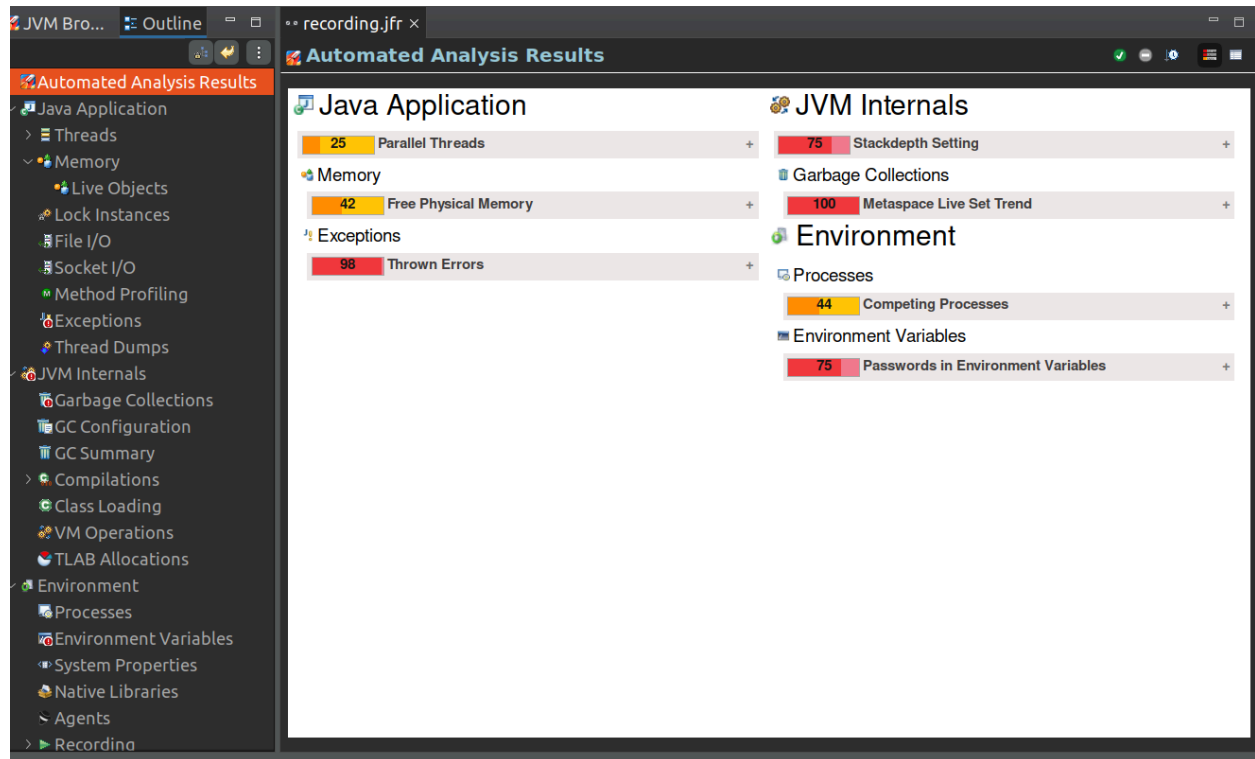 JVM Bro...
Outline
recording.jfr ×
Automated Analysis Results
Automated Analysis Results
Java Application
Threads
Memory
Live Objects
Lock Instances
File I/O
Socket I/O
Method Profiling
Exceptions
Thread Dumps
JVM Internals
Garbage Collections
GC Configuration
GC Summary
Compilations
Class Loading
VM Operations
TLAB Allocations
Environment
Processes
Environment Variables
System Properties
Native Libraries
Agents
Recording
Java Application
25 Parallel Threads +
Memory
42 Free Physical Memory +
Exceptions
98 Thrown Errors +
JVM Internals
75 Stackdepth Setting +
Garbage Collections
100 Metaspace Live Set Trend +
Environment
Processes
44 Competing Processes +
Environment Variables
75 Passwords in Environment Variables +